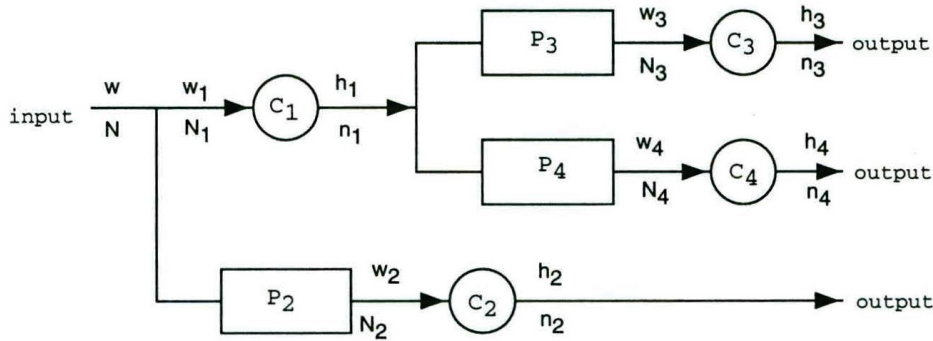 w₃ h₃
P₃ C₃ output
N₃ n₃
w w₁ h₁
input C₁
N N₁ n₁
w₄ h₄
P₄ C₄ output
N₄ n₄
w₂ h₂
P₂ C₂ output
N₂ n₂